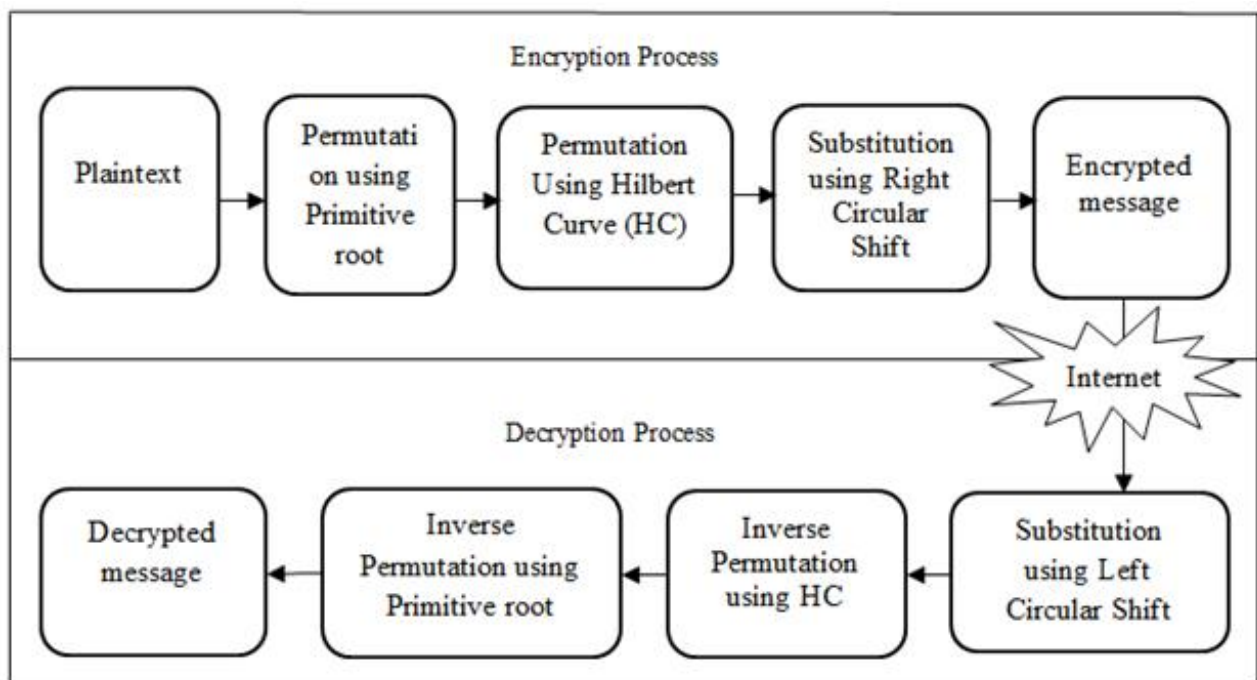 Encryption Process
Plaintext
Permutati
on using
Primitive
root
Permutation
Using Hilbert
Curve (HC)
Substitution
using Right
Circular
Shift
Encrypted
message
Internet
Decryption Process
Decrypted
message
Inverse
Permutation using
Primitive root
Inverse
Permutation
using HC
Substitution
using Left
Circular Shift